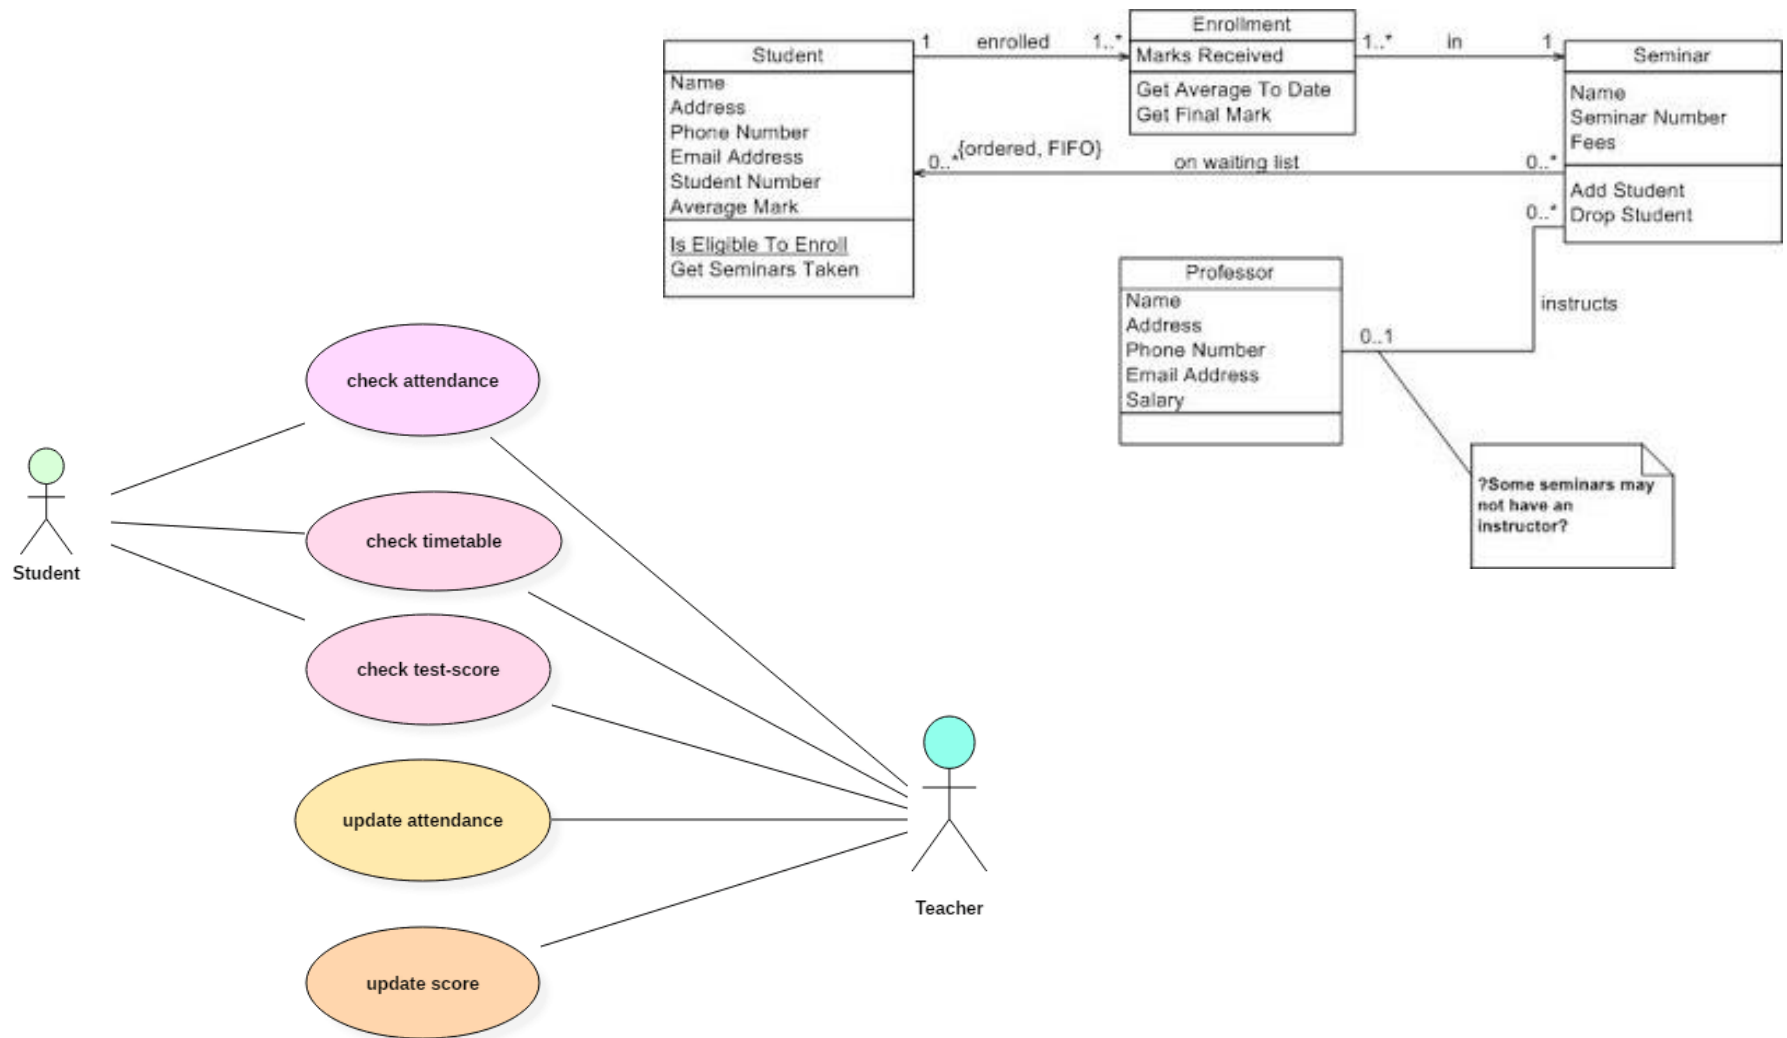 Student
Name
Address
Phone Number
Email Address
Student Number
Average Mark
Is Eligible To Enroll
Get Seminars Taken
1 enrolled 1..*
Enrollment
Marks Received
Get Average To Date
Get Final Mark
1..* in 1
Seminar
Name
Seminar Number
Fees
Add Student
Drop Student
0..* {ordered, FIFO} on waiting list 0..*
0..*
instructs
0..1
Professor
Name
Address
Phone Number
Email Address
Salary
?Some seminars may
not have an
instructor?
check attendance
check timetable
check test-score
update attendance
update score
Student
Teacher